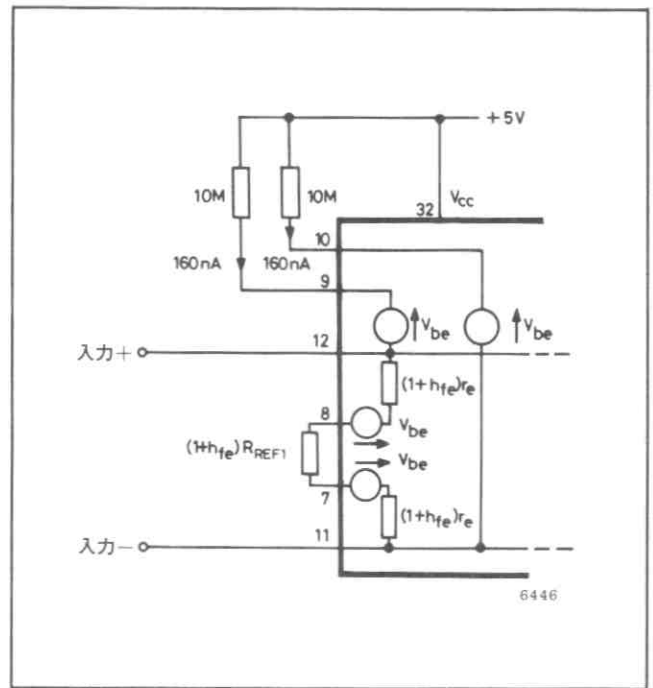 +5V
10M
10M
32
Vcc
10
160nA
160nA
9
Vbe
Vbe
12
入力+
(1+hfe)re
8
Vbe
(1+hfe)RREF1
Vbe
7
(1+hfe)re
11
入力−
6446